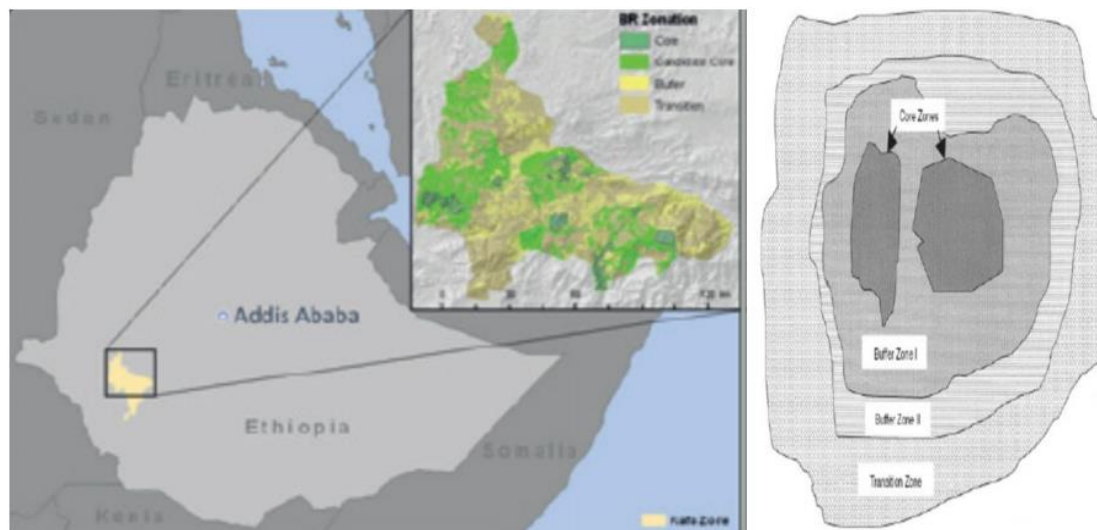 BR Zonation
Core
Candidate Core
Buffer
Transition
Eritrea
Sudan
Addis Ababa
Ethiopia
Somalia
Kenia
Kafa Zone
Core Zones
Buffer Zone I
Buffer Zone II
Transition Zone